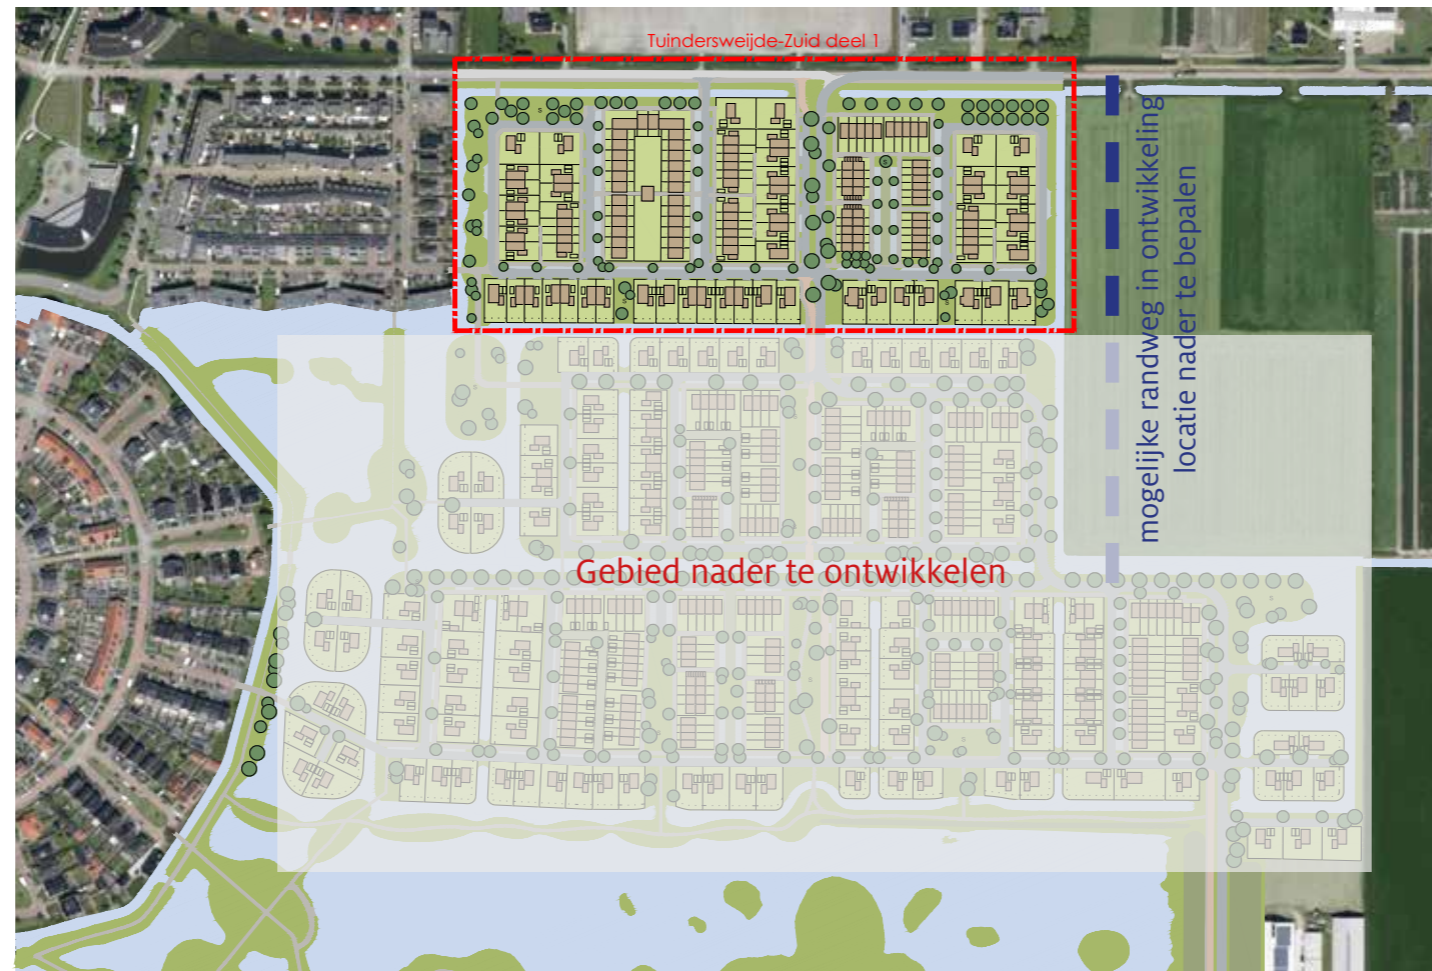 Tuindersweijde-Zuid deel 1
mogelijke randweg in ontwikkeling
locatie nader te bepalen
Gebied nader te ontwikkelen